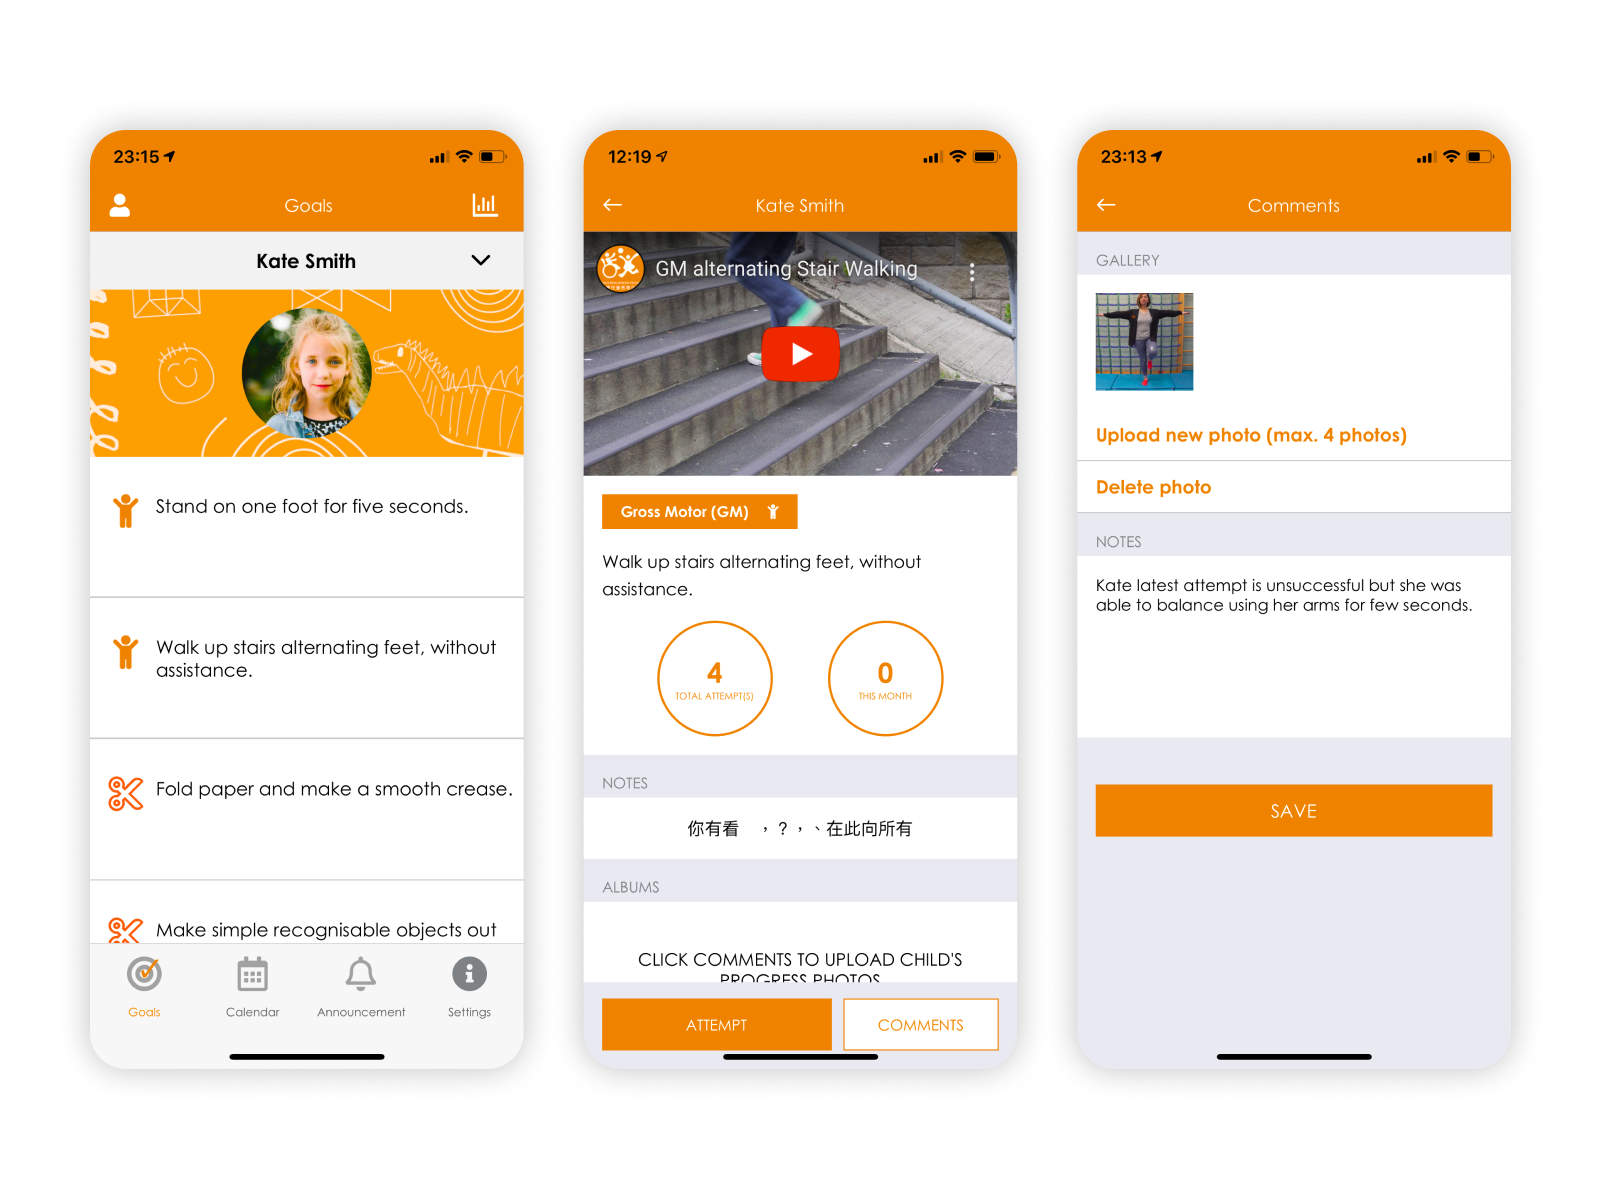 23:15
Goals
Kate Smith
Stand on one foot for five seconds.
Walk up stairs alternating feet, without
assistance.
Fold paper and make a smooth crease.
Make simple recognisable objects out
Goals
Calendar
Announcement
Settings
12:19
Kate Smith
GM alternating Stair Walking
Gross Motor (GM)
Walk up stairs alternating feet, without
assistance.
4
TOTAL ATTEMPT(S)
0
THIS MONTH
NOTES
你有看　，？，、在此向所有
ALBUMS
CLICK COMMENTS TO UPLOAD CHILD'S
PROGRESS PHOTOS
ATTEMPT
COMMENTS
23:13
Comments
GALLERY
Upload new photo (max. 4 photos)
Delete photo
NOTES
Kate latest attempt is unsuccessful but she was
able to balance using her arms for few seconds.
SAVE